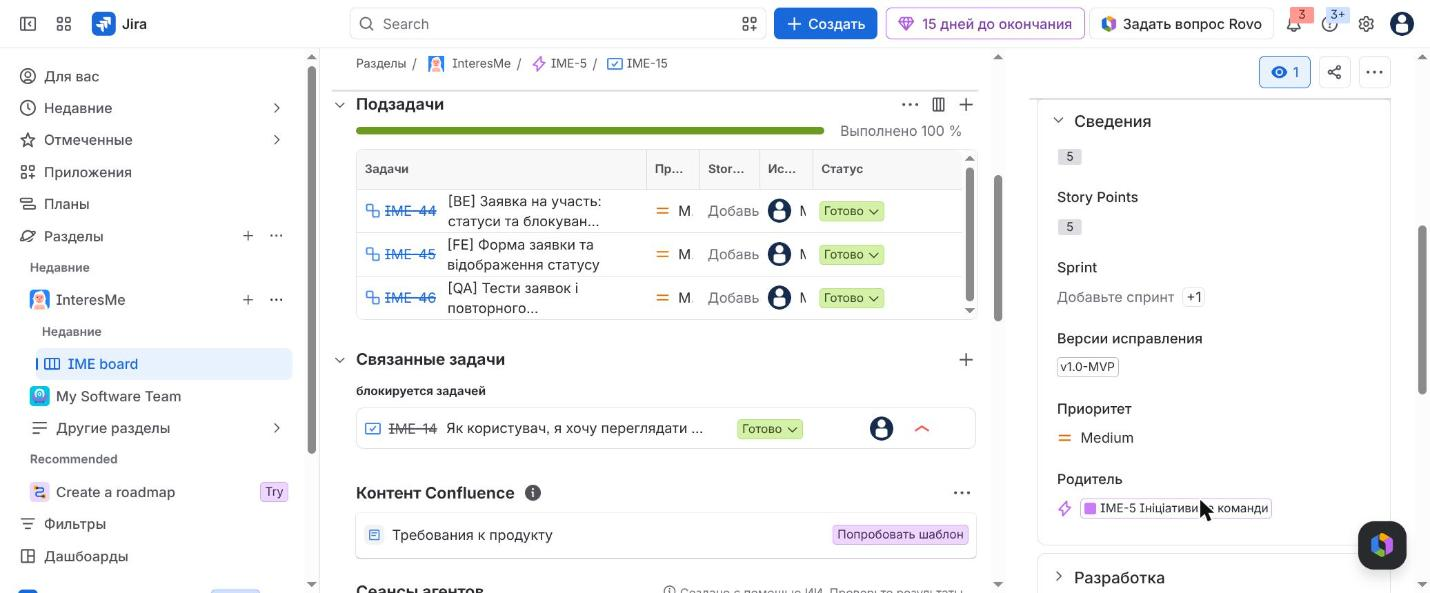 Jira
Search
Создать
15 дней до окончания
Задать вопрос Rovo
3
3+
Для вас
Недавние
Отмеченные
Приложения
Планы
Разделы
Недавние
InteresMe
Недавние
IME board
My Software Team
Другие разделы
Recommended
Create a roadmap
Try
Фильтры
Дашборды
Разделы / InteresMe / IME-5 / IME-15
Подзадачи
Выполнено 100 %
Задачи Пр... Stor... Ис... Статус
IME-44 [BE] Заявка на участь: статуси та блокуван... M Добавь Готово
IME-45 [FE] Форма заявки та відображення статусу M Добавь Готово
IME-46 [QA] Тести заявок і повторного... M Добавь Готово
Связанные задачи
блокируется задачей
IME-14 Як користувач, я хочу переглядати ... Готово
Контент Confluence
Требования к продукту
Попробовать шаблон
Сеансы агентов
Создано с помощью ИИ. Проверьте результаты
1
Сведения
5
Story Points
5
Sprint
Добавьте спринт +1
Версии исправления
v1.0-MVP
Приоритет
Medium
Родитель
IME-5 Ініціативи команди
Разработка